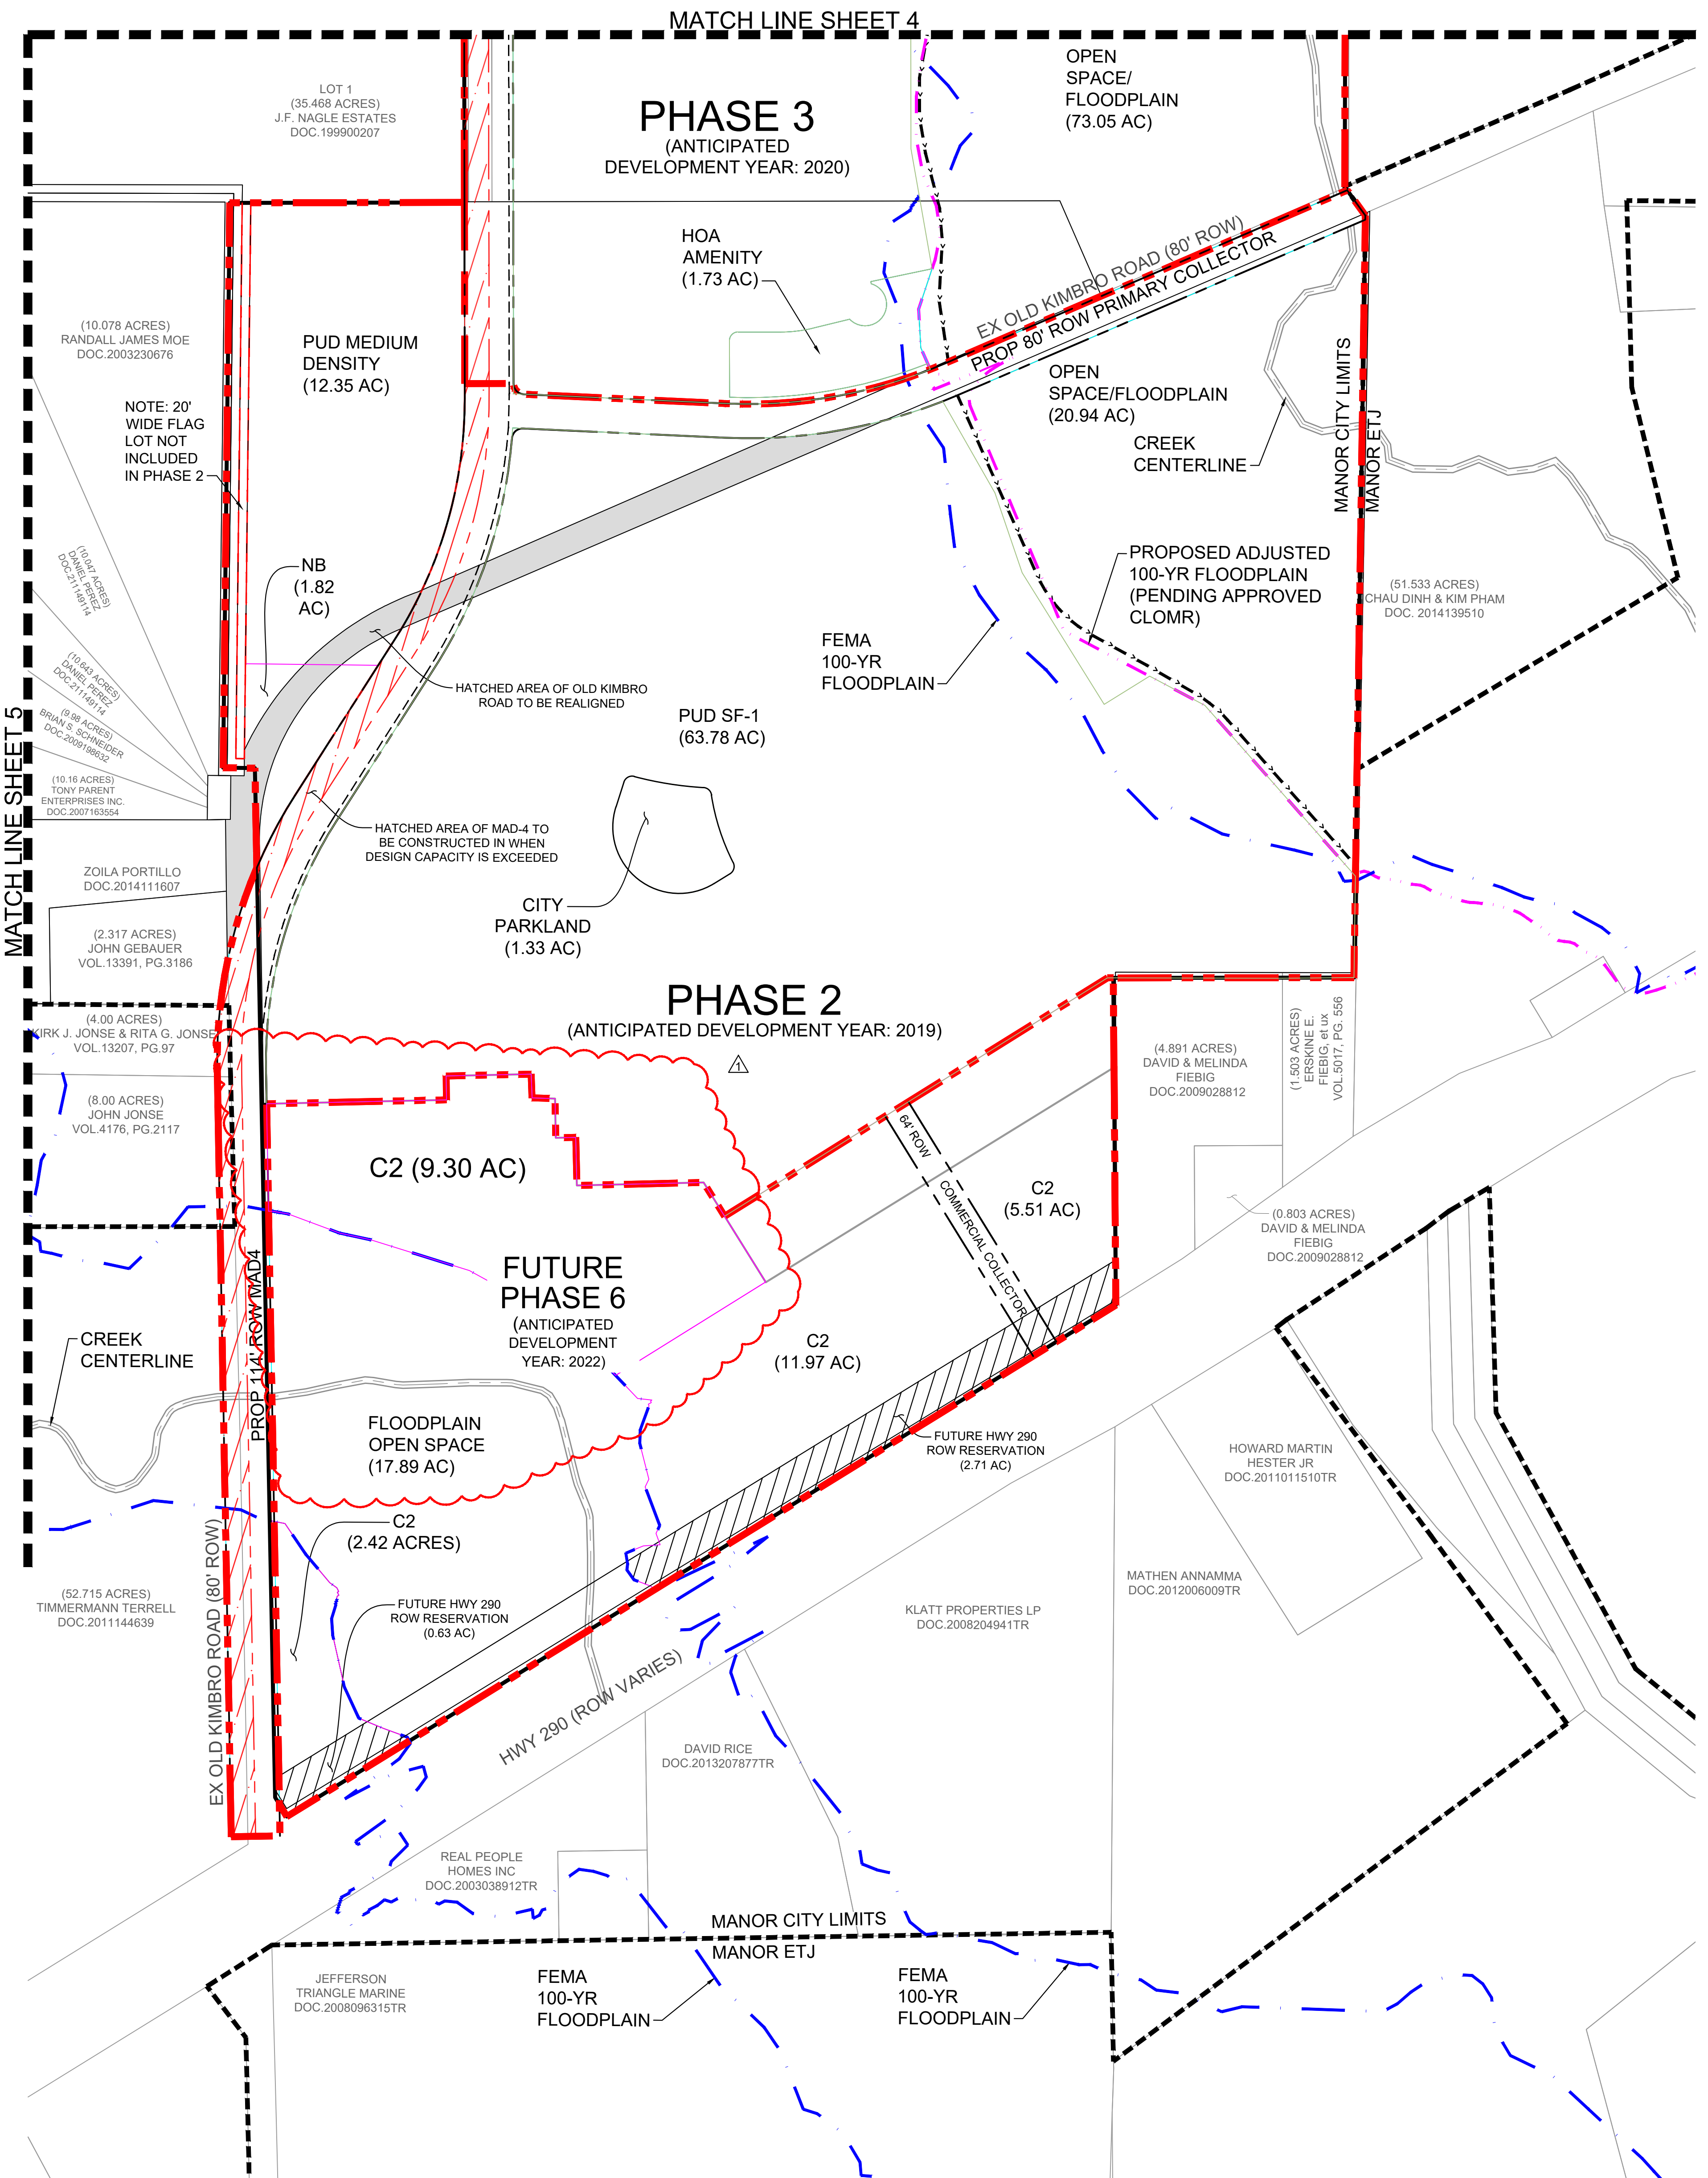 MATCH LINE SHEET 4
LOT 1
(35.468 ACRES)
J.F. NAGLE ESTATES
DOC.199900207
PHASE 3
(ANTICIPATED
DEVELOPMENT YEAR: 2020)
OPEN
SPACE/
FLOODPLAIN
(73.05 AC)
HOA
AMENITY
(1.73 AC)
EX OLD KIMBRO ROAD (80' ROW)
PROP 80' ROW PRIMARY COLLECTOR
(10.078 ACRES)
RANDALL JAMES MOE
DOC.2003230676
PUD MEDIUM
DENSITY
(12.35 AC)
OPEN
SPACE/FLOODPLAIN
(20.94 AC)
MANOR CITY LIMITS
MANOR ETJ
NOTE: 20'
WIDE FLAG
LOT NOT
INCLUDED
IN PHASE 2
CREEK
CENTERLINE
(10.047 ACRES)
DANIEL PEREZ
DOC.211149114
NB
(1.82
AC)
PROPOSED ADJUSTED
100-YR FLOODPLAIN
(PENDING APPROVED
CLOMR)
(51.533 ACRES)
CHAU DINH & KIM PHAM
DOC. 2014139510
FEMA
100-YR
FLOODPLAIN
(10.643 ACRES)
DANIEL PEREZ
DOC.211149114
HATCHED AREA OF OLD KIMBRO
ROAD TO BE REALIGNED
(9.98 ACRES)
BRIAN S. SCHNEIDER
DOC.2009198632
PUD SF-1
(63.78 AC)
MATCH LINE SHEET 5
(10.16 ACRES)
TONY PARENT
ENTERPRISES INC.
DOC.2007163554
HATCHED AREA OF MAD-4 TO
BE CONSTRUCTED IN WHEN
DESIGN CAPACITY IS EXCEEDED
ZOILA PORTILLO
DOC.2014111607
CITY
PARKLAND
(1.33 AC)
(2.317 ACRES)
JOHN GEBAUER
VOL.13391, PG.3186
PHASE 2
(ANTICIPATED DEVELOPMENT YEAR: 2019)
1
(4.00 ACRES)
KIRK J. JONSE & RITA G. JONSE
VOL.13207, PG.97
(4.891 ACRES)
DAVID & MELINDA
FIEBIG
DOC.2009028812
(1.503 ACRES)
ERSKINE E.
FIEBIG, et ux
VOL.5017, PG. 556
(8.00 ACRES)
JOHN JONSE
VOL.4176, PG.2117
64' ROW
COMMERCIAL COLLECTOR
C2 (9.30 AC)
C2
(5.51 AC)
(0.803 ACRES)
DAVID & MELINDA
FIEBIG
DOC.2009028812
FUTURE
PHASE 6
(ANTICIPATED
DEVELOPMENT
YEAR: 2022)
PROP 114' ROW MAD4
CREEK
CENTERLINE
C2
(11.97 AC)
FLOODPLAIN
OPEN SPACE
(17.89 AC)
FUTURE HWY 290
ROW RESERVATION
(2.71 AC)
HOWARD MARTIN
HESTER JR
DOC.2011011510TR
C2
(2.42 ACRES)
EX OLD KIMBRO ROAD (80' ROW)
MATHEN ANNAMMA
DOC.2012006009TR
(52.715 ACRES)
TIMMERMANN TERRELL
DOC.2011144639
FUTURE HWY 290
ROW RESERVATION
(0.63 AC)
KLATT PROPERTIES LP
DOC.2008204941TR
HWY 290 (ROW VARIES)
DAVID RICE
DOC.2013207877TR
REAL PEOPLE
HOMES INC
DOC.2003038912TR
MANOR CITY LIMITS
MANOR ETJ
JEFFERSON
TRIANGLE MARINE
DOC.2008096315TR
FEMA
100-YR
FLOODPLAIN
FEMA
100-YR
FLOODPLAIN